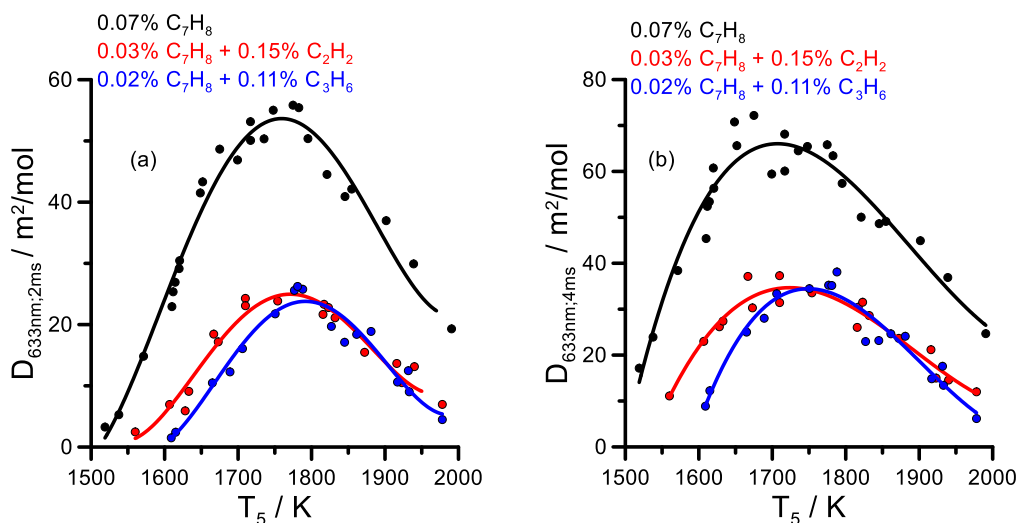 0.07% C₇H₈
0.03% C₇H₈ + 0.15% C₂H₂
0.02% C₇H₈ + 0.11% C₃H₆
60
40
20
0
(a)
D₆₃₃ₙₘ;₂ₘₛ / m²/mol
1500 1600 1700 1800 1900 2000
T₅ / K
0.07% C₇H₈
0.03% C₇H₈ + 0.15% C₂H₂
0.02% C₇H₈ + 0.11% C₃H₆
80
60
40
20
0
(b)
D₆₃₃ₙₘ;₄ₘₛ / m²/mol
1500 1600 1700 1800 1900 2000
T₅ / K